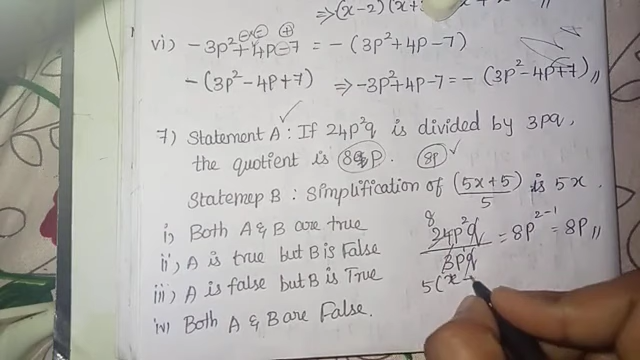 ⇒(x-2)(x+
vi) -3p²+4p-7 = -(3p²+4p-7)
-(3p²-4p+7) ⇒-3p²+4p-7=-(3p²-4p+7)//
7) Statement A: If 24p²q is divided by 3pq,
the quotient is 8p. 8p ✓
Statemep B: Simplification of (5x+5)/5 is 5x.
i, Both A & B are true
ii, A is true but B is False
iii) A is false but B is True
iv) Both A & B are False.
8
24p²q/3pq = 8p²⁻¹ = 8p//
5(x+